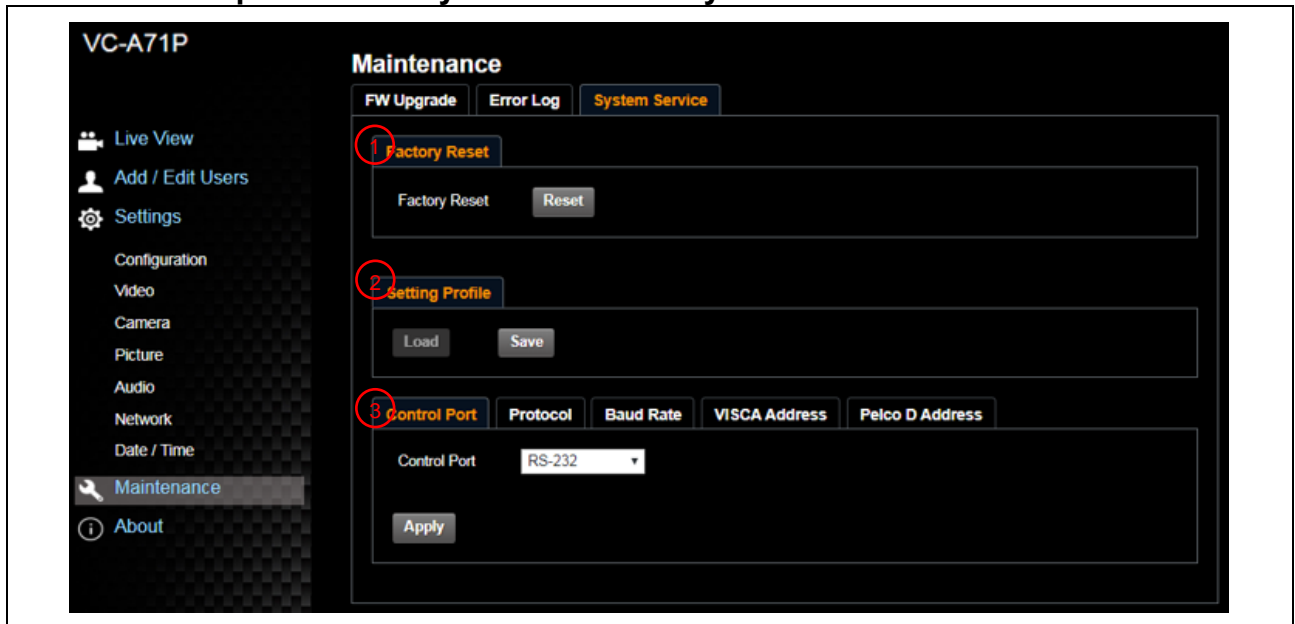 VC-A71P
Maintenance
FW Upgrade Error Log System Service
Live View
Add / Edit Users
Settings
Configuration
Video
Camera
Picture
Audio
Network
Date / Time
Maintenance
About
1 Factory Reset
Factory Reset Reset
2 Setting Profile
Load Save
3 Control Port Protocol Baud Rate VISCA Address Pelco D Address
Control Port RS-232
Apply